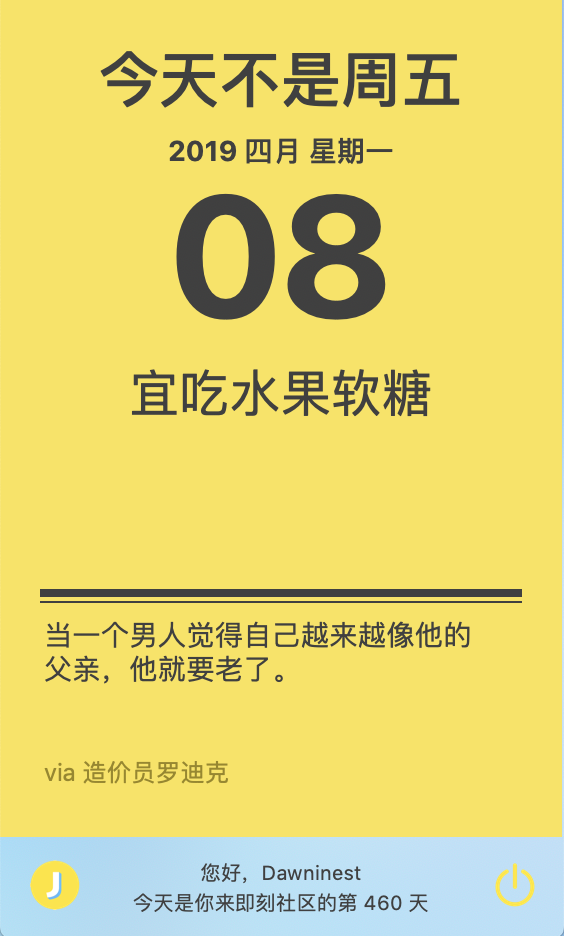 今天不是周五
2019 四月 星期一
08
宜吃水果软糖
当一个男人觉得自己越来越像他的
父亲，他就要老了。
via 造价员罗迪克
J
您好，Dawninest
今天是你来即刻社区的第 460 天